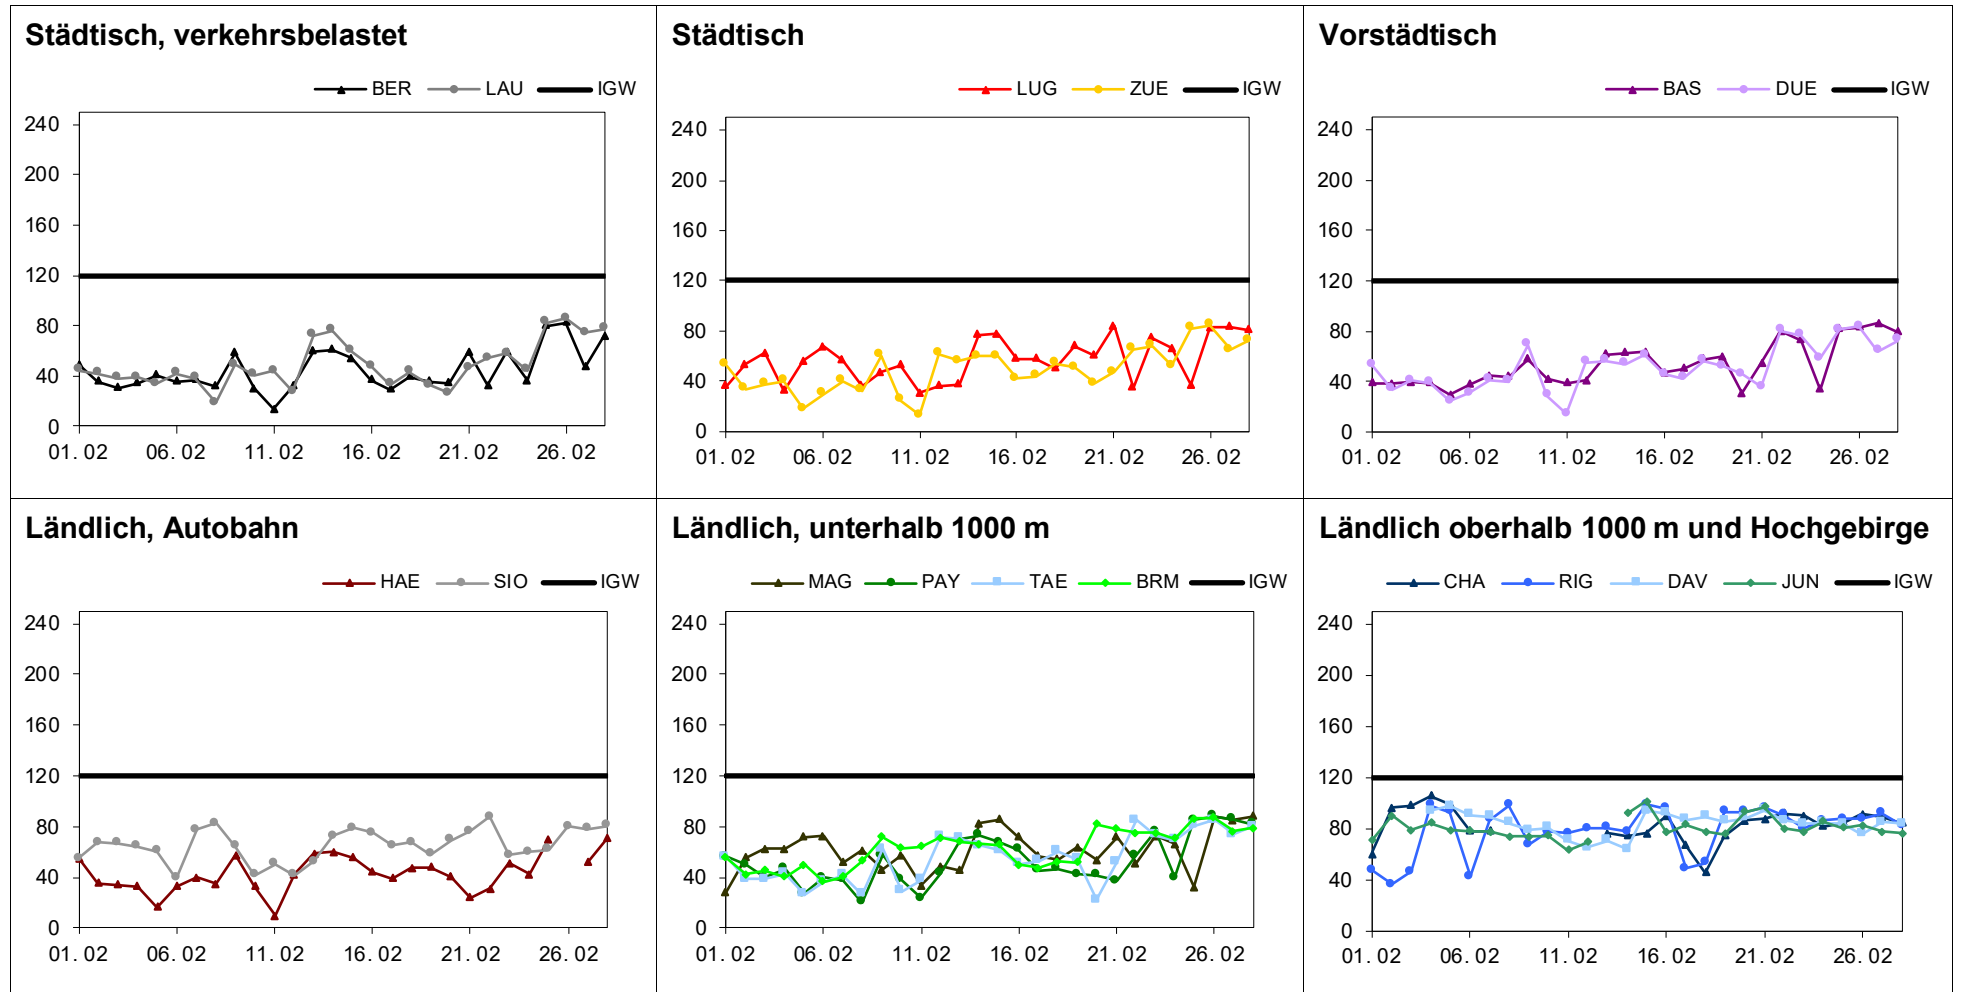 Städtisch, verkehrsbelastet
BER LAU IGW
240
200
160
120
80
40
0
01.02 06.02 11.02 16.02 21.02 26.02
Städtisch
LUG ZUE IGW
240
200
160
120
80
40
0
01.02 06.02 11.02 16.02 21.02 26.02
Vorstädtisch
BAS DUE IGW
240
200
160
120
80
40
0
01.02 06.02 11.02 16.02 21.02 26.02
Ländlich, Autobahn
HAE SIO IGW
240
200
160
120
80
40
0
01.02 06.02 11.02 16.02 21.02 26.02
Ländlich, unterhalb 1000 m
MAG PAY TAE BRM IGW
240
200
160
120
80
40
0
01.02 06.02 11.02 16.02 21.02 26.02
Ländlich oberhalb 1000 m und Hochgebirge
CHA RIG DAV JUN IGW
240
200
160
120
80
40
0
01.02 06.02 11.02 16.02 21.02 26.02